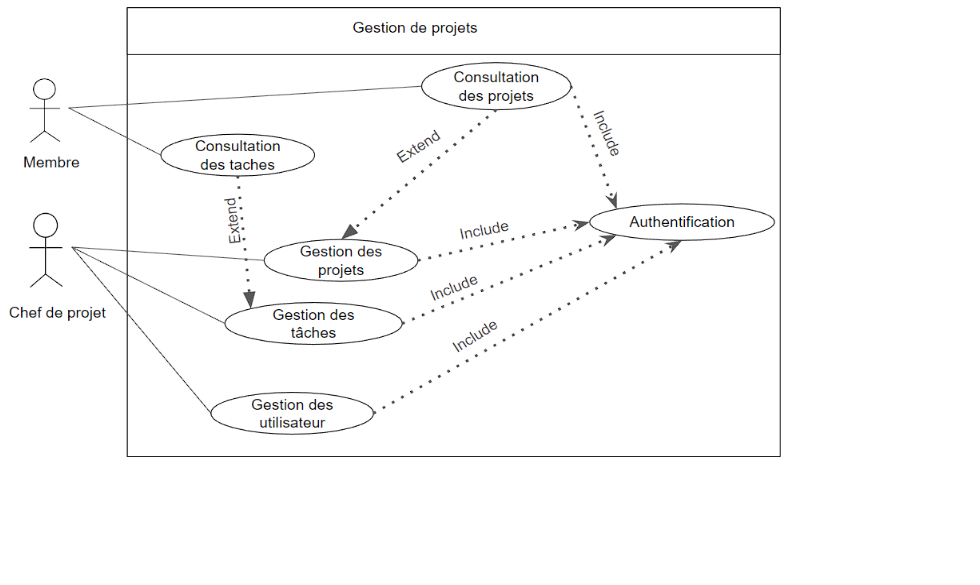 Gestion de projets
Consultation
des projets
Include
Extend
Membre
Consultation
des taches
Extend
Authentification
Include
Gestion des
projets
Chef de projet
Include
Gestion des
tâches
Include
Gestion des
utilisateur